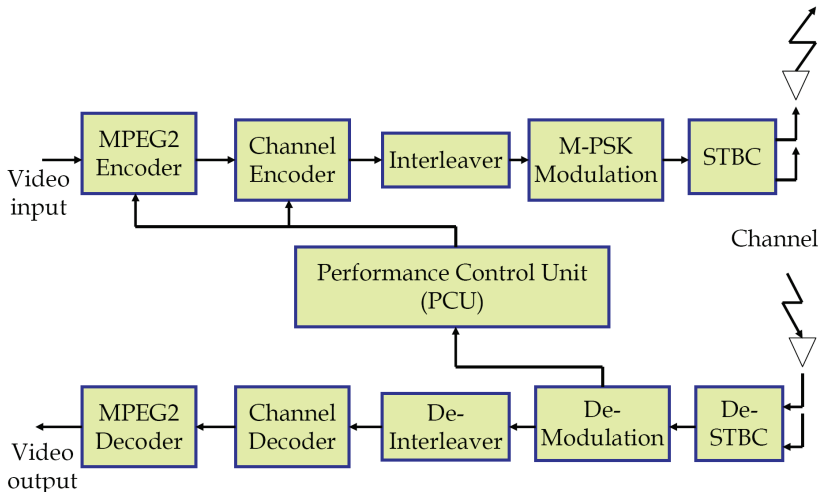 MPEG2
Encoder
Channel
Encoder
Interleaver
M-PSK
Modulation
STBC
Video
input
Channel
Performance Control Unit
(PCU)
MPEG2
Decoder
Channel
Decoder
De-
Interleaver
De-
Modulation
De-
STBC
Video
output